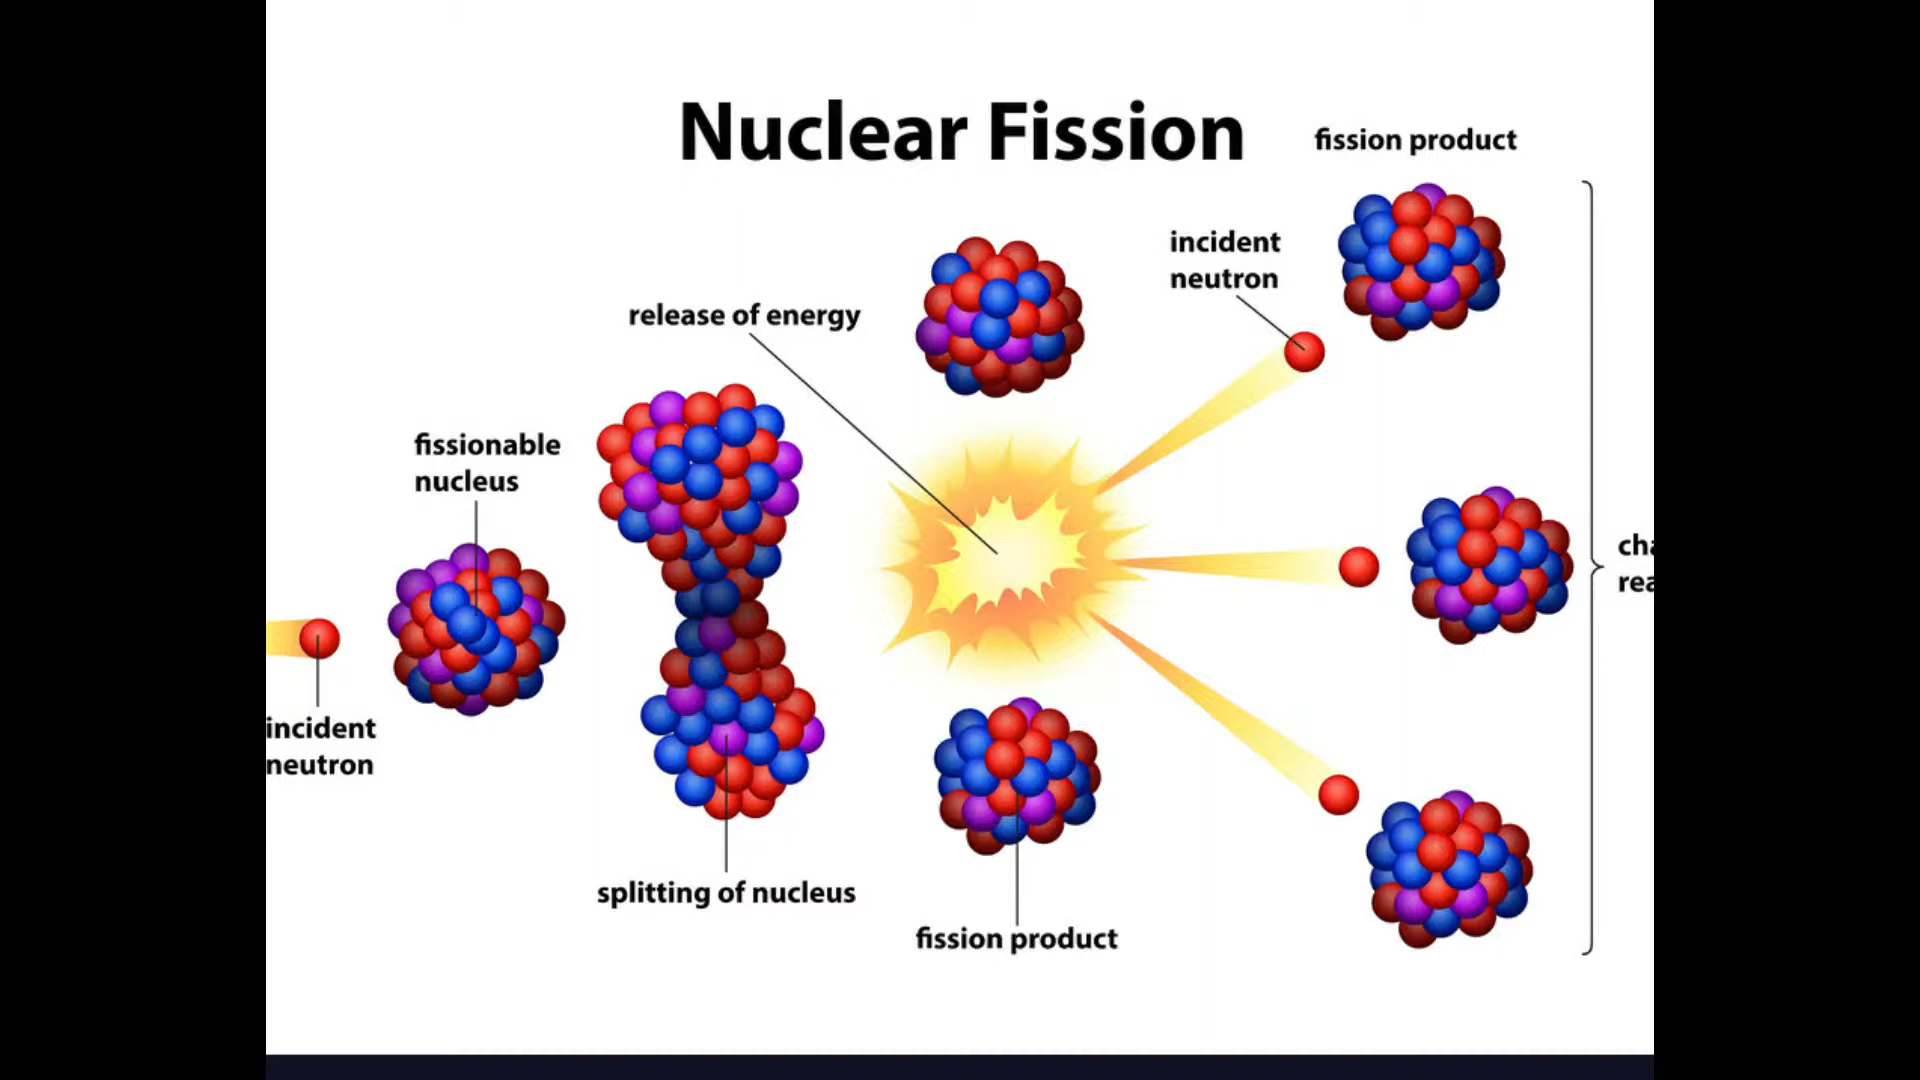 Nuclear Fission
fission product
incident
neutron
release of energy
fissionable
nucleus
incident
neutron
splitting of nucleus
fission product